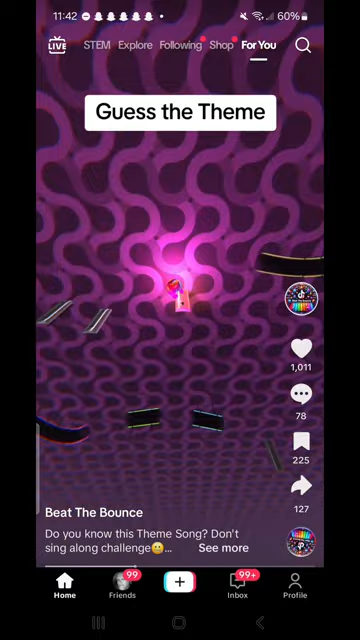 11:42
60%
LIVE
STEM
Explore
Following
Shop
For You
Guess the Theme
1,011
78
225
127
Beat The Bounce
Do you know this Theme Song? Don't
sing along challenge😬... See more
99
99+
Home
Friends
Inbox
Profile